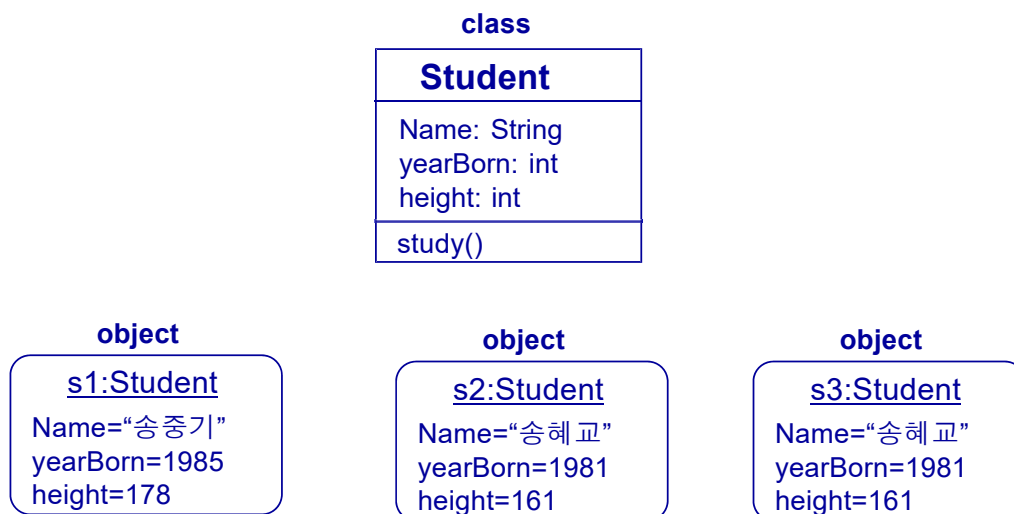 class
Student
Name: String
yearBorn: int
height: int
study()
object
s1:Student
Name=“송중기”
yearBorn=1985
height=178
object
s2:Student
Name=“송혜교”
yearBorn=1981
height=161
object
s3:Student
Name=“송혜교”
yearBorn=1981
height=161